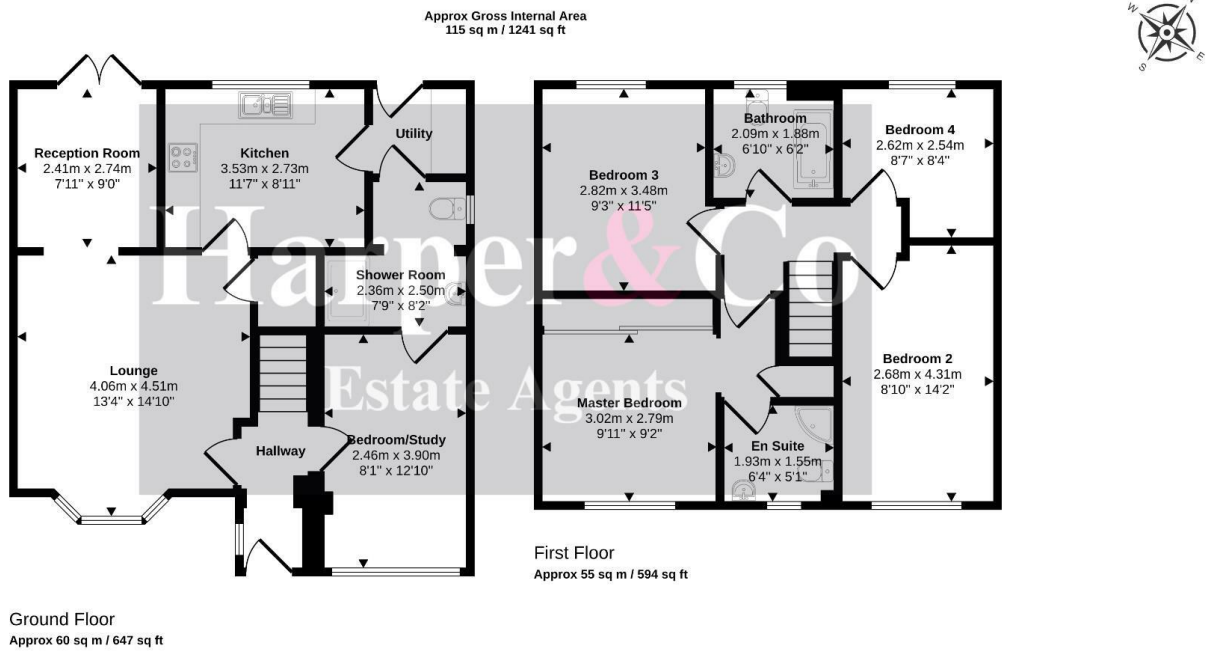 Approx Gross Internal Area
115 sq m / 1241 sq ft
W
E
S
Reception Room
2.41m x 2.74m
7'11" x 9'0"
Kitchen
3.53m x 2.73m
11'7" x 8'11"
Utility
Shower Room
2.36m x 2.50m
7'9" x 8'2"
Lounge
4.06m x 4.51m
13'4" x 14'10"
Hallway
Bedroom/Study
2.46m x 3.90m
8'1" x 12'10"
Bedroom 3
2.82m x 3.48m
9'3" x 11'5"
Bathroom
2.09m x 1.88m
6'10" x 6'2"
Bedroom 4
2.62m x 2.54m
8'7" x 8'4"
Master Bedroom
3.02m x 2.79m
9'11" x 9'2"
En Suite
1.93m x 1.55m
6'4" x 5'1"
Bedroom 2
2.68m x 4.31m
8'10" x 14'2"
Harper&Co
Estate Agents
First Floor
Approx 55 sq m / 594 sq ft
Ground Floor
Approx 60 sq m / 647 sq ft